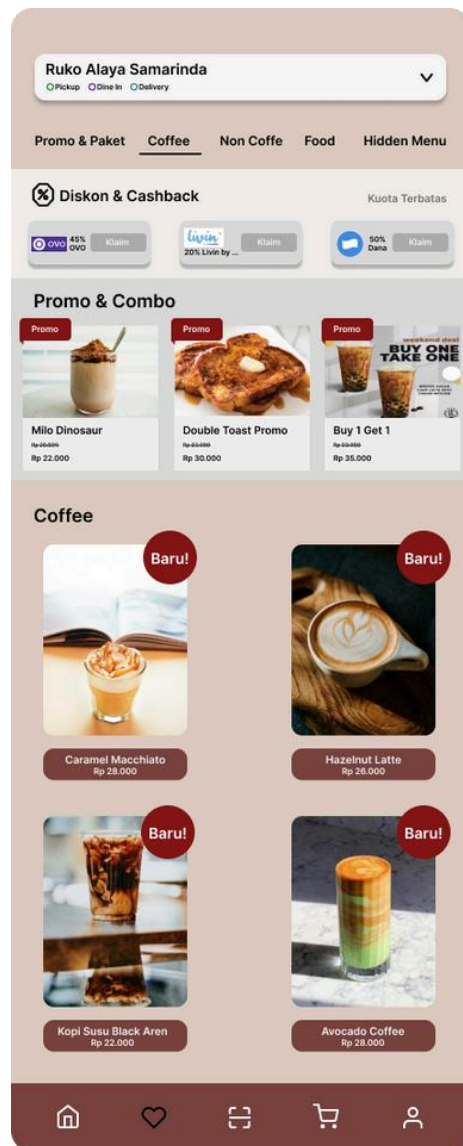 Ruko Alaya Samarinda
Pickup Dine In Delivery
Promo & Paket Coffee Non Coffe Food Hidden Menu
Diskon & Cashback
Kuota Terbatas
OVO 45% OVO Klaim
livin' 20% Livin by ... Klaim
50% Dana Klaim
Promo & Combo
Promo
Promo
Promo
weekend deal
BUY ONE
TAKE ONE
Milo Dinosaur
Rp 22.000
Double Toast Promo
Rp 30.000
Buy 1 Get 1
Rp 35.000
Coffee
Baru!
Caramel Macchiato
Rp 28.000
Baru!
Hazelnut Latte
Rp 26.000
Baru!
Kopi Susu Black Aren
Rp 22.000
Baru!
Avocado Coffee
Rp 28.000